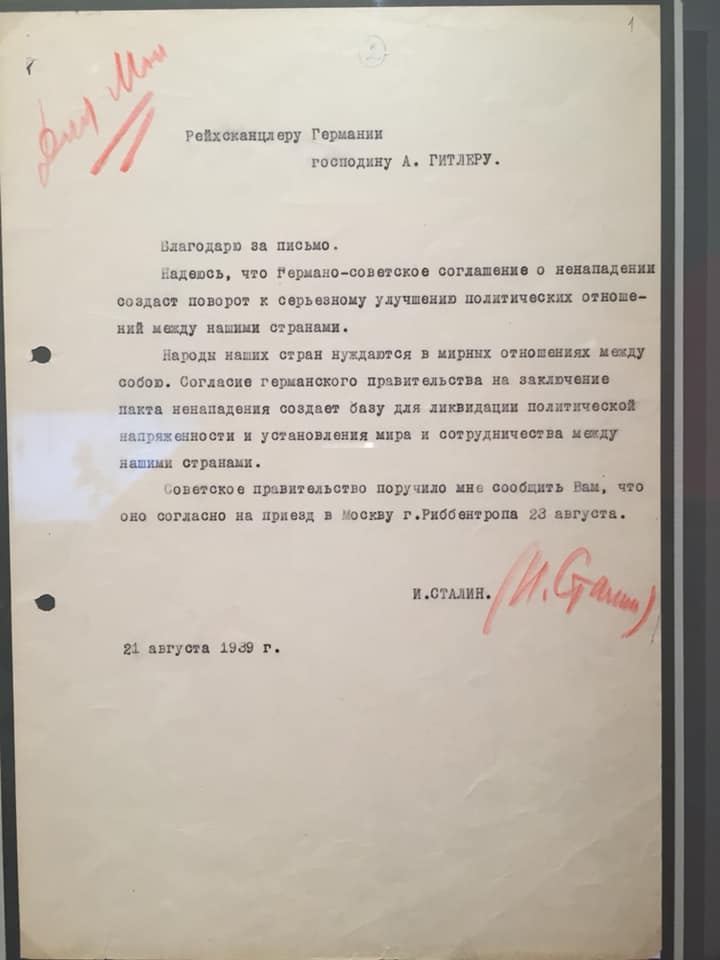 1
2
Рейхсканцлеру Германии
господину А. ГИТЛЕРУ.
Благодарю за письмо.
Надеюсь, что Германо-советское соглашение о ненападении
создаст поворот к серьезному улучшению политических отноше-
ний между нашими странами.
Народы наших стран нуждаются в мирных отношениях между
собою. Согласие германского правительства на заключение
пакта ненападения создает базу для ликвидации политической
напряженности и установления мира и сотрудничества между
нашими странами.
Советское правительство поручило мне сообщить Вам, что
оно согласно на приезд в Москву г.Риббентропа 23 августа.
И.СТАЛИН. (И. Сталин)
21 августа 1939 г.